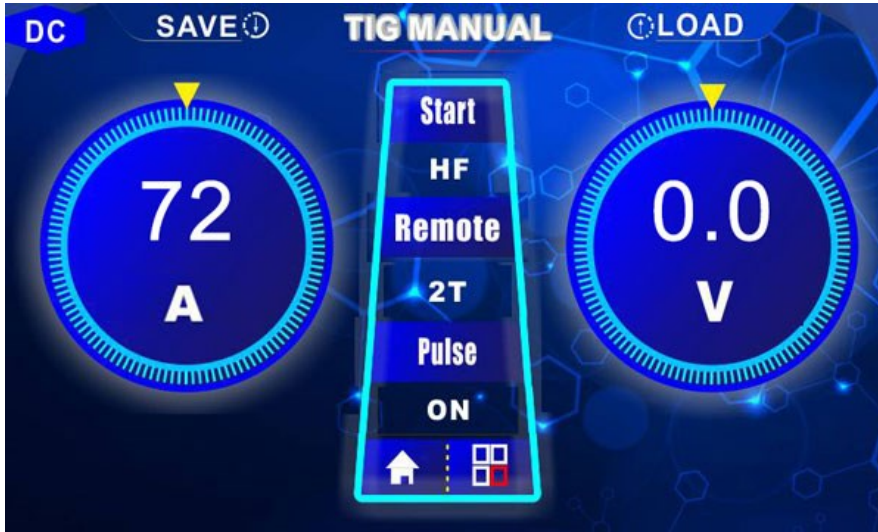 DC
SAVE
TIG MANUAL
LOAD
Start
HF
Remote
2T
Pulse
ON
72
A
0.0
V